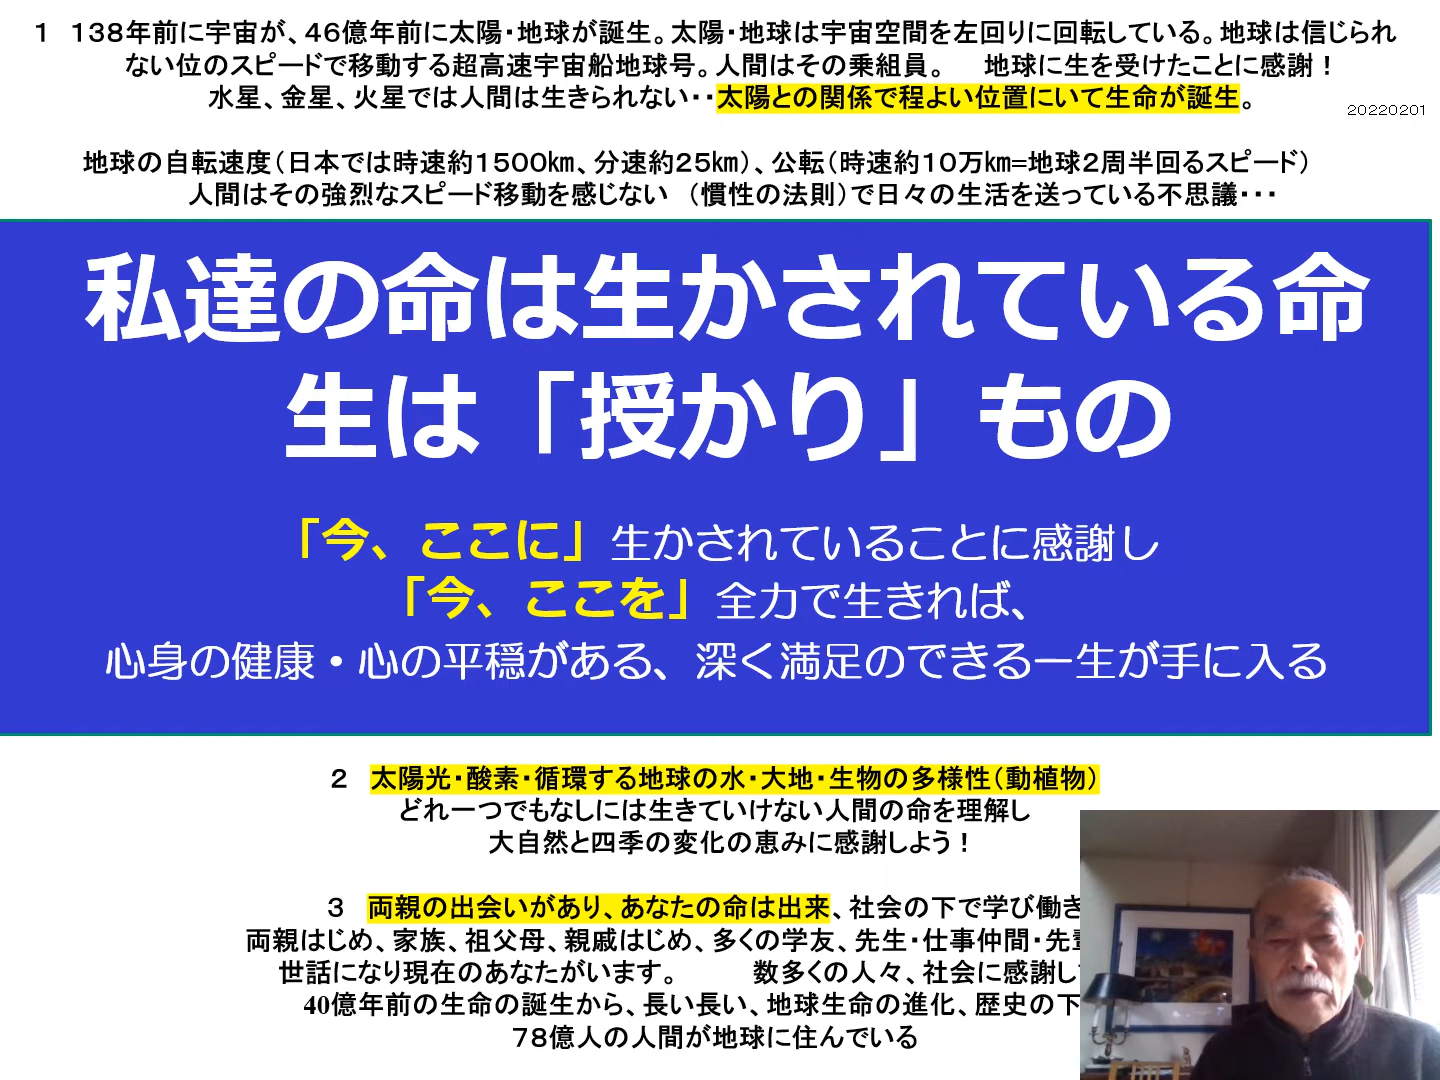 １　１３８年前に宇宙が、４６億年前に太陽・地球が誕生。太陽・地球は宇宙空間を左回りに回転している。地球は信じられ
ない位のスピードで移動する超高速宇宙船地球号。人間はその乗組員。　　地球に生を受けたことに感謝！
水星、金星、火星では人間は生きられない・・太陽との関係で程よい位置にいて生命が誕生。
20220201
地球の自転速度（日本では時速約１５００㎞、分速約２５㎞）、公転（時速約１０万㎞=地球２周半回るスピード）
人間はその強烈なスピード移動を感じない　（慣性の法則）で日々の生活を送っている不思議・・・
私達の命は生かされている命
生は「授かり」もの
「今、ここに」生かされていることに感謝し
「今、ここを」全力で生きれば、
心身の健康・心の平穏がある、深く満足のできる一生が手に入る
２　太陽光・酸素・循環する地球の水・大地・生物の多様性（動植物）
どれ一つでもなしには生きていけない人間の命を理解し
大自然と四季の変化の恵みに感謝しよう！
３　両親の出会いがあり、あなたの命は出来、社会の下で学び働き
両親はじめ、家族、祖父母、親戚はじめ、多くの学友、先生・仕事仲間・先輩
世話になり現在のあなたがいます。　　　数多くの人々、社会に感謝し
40億年前の生命の誕生から、長い長い、地球生命の進化、歴史の下
７８億人の人間が地球に住んでいる